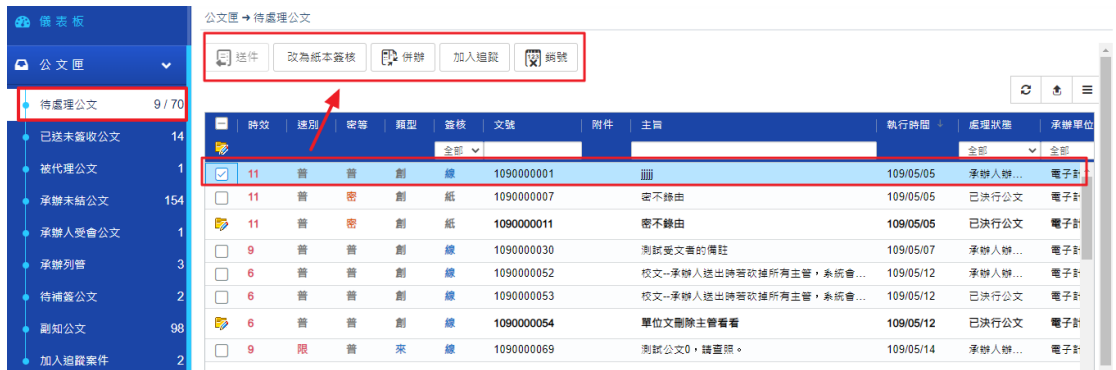 儀表板
公文匣
待處理公文 9 / 70
已送未簽收公文 14
被代理公文 1
承辦未結公文 154
承辦人受會公文 1
承辦列管 3
待補簽公文 2
副知公文 98
加入追蹤案件 2
公文匣 ➜ 待處理公文
送件 改為紙本簽核 併辦 加入追蹤 123 銷號
時效 速別 密等 類型 簽核 文號 附件 主旨 執行時間 ↓ 處理狀態 承辦單位
全部 全部 全部
11 普 普 創 線 1090000001 jjjjj 109/05/05 承辦人辦... 電子計
11 普 密 創 紙 1090000007 密不錄由 109/05/05 已決行公文 電子計
11 普 密 創 紙 1090000011 密不錄由 109/05/05 已決行公文 電子計
9 普 普 創 線 1090000030 測試受文者的備註 109/05/07 承辦人辦... 電子計
6 普 普 創 線 1090000052 校文--承辦人送出時若砍掉所有主管，系統會... 109/05/12 承辦人辦... 電子計
6 普 普 創 線 1090000053 校文--承辦人送出時若砍掉所有主管，系統會... 109/05/12 已決行公文 電子計
6 普 普 創 線 1090000054 單位文刪除主管看看 109/05/12 已決行公文 電子計
9 限 普 來 線 1090000069 測試公文0，請查照。 109/05/14 承辦人辦... 電子計